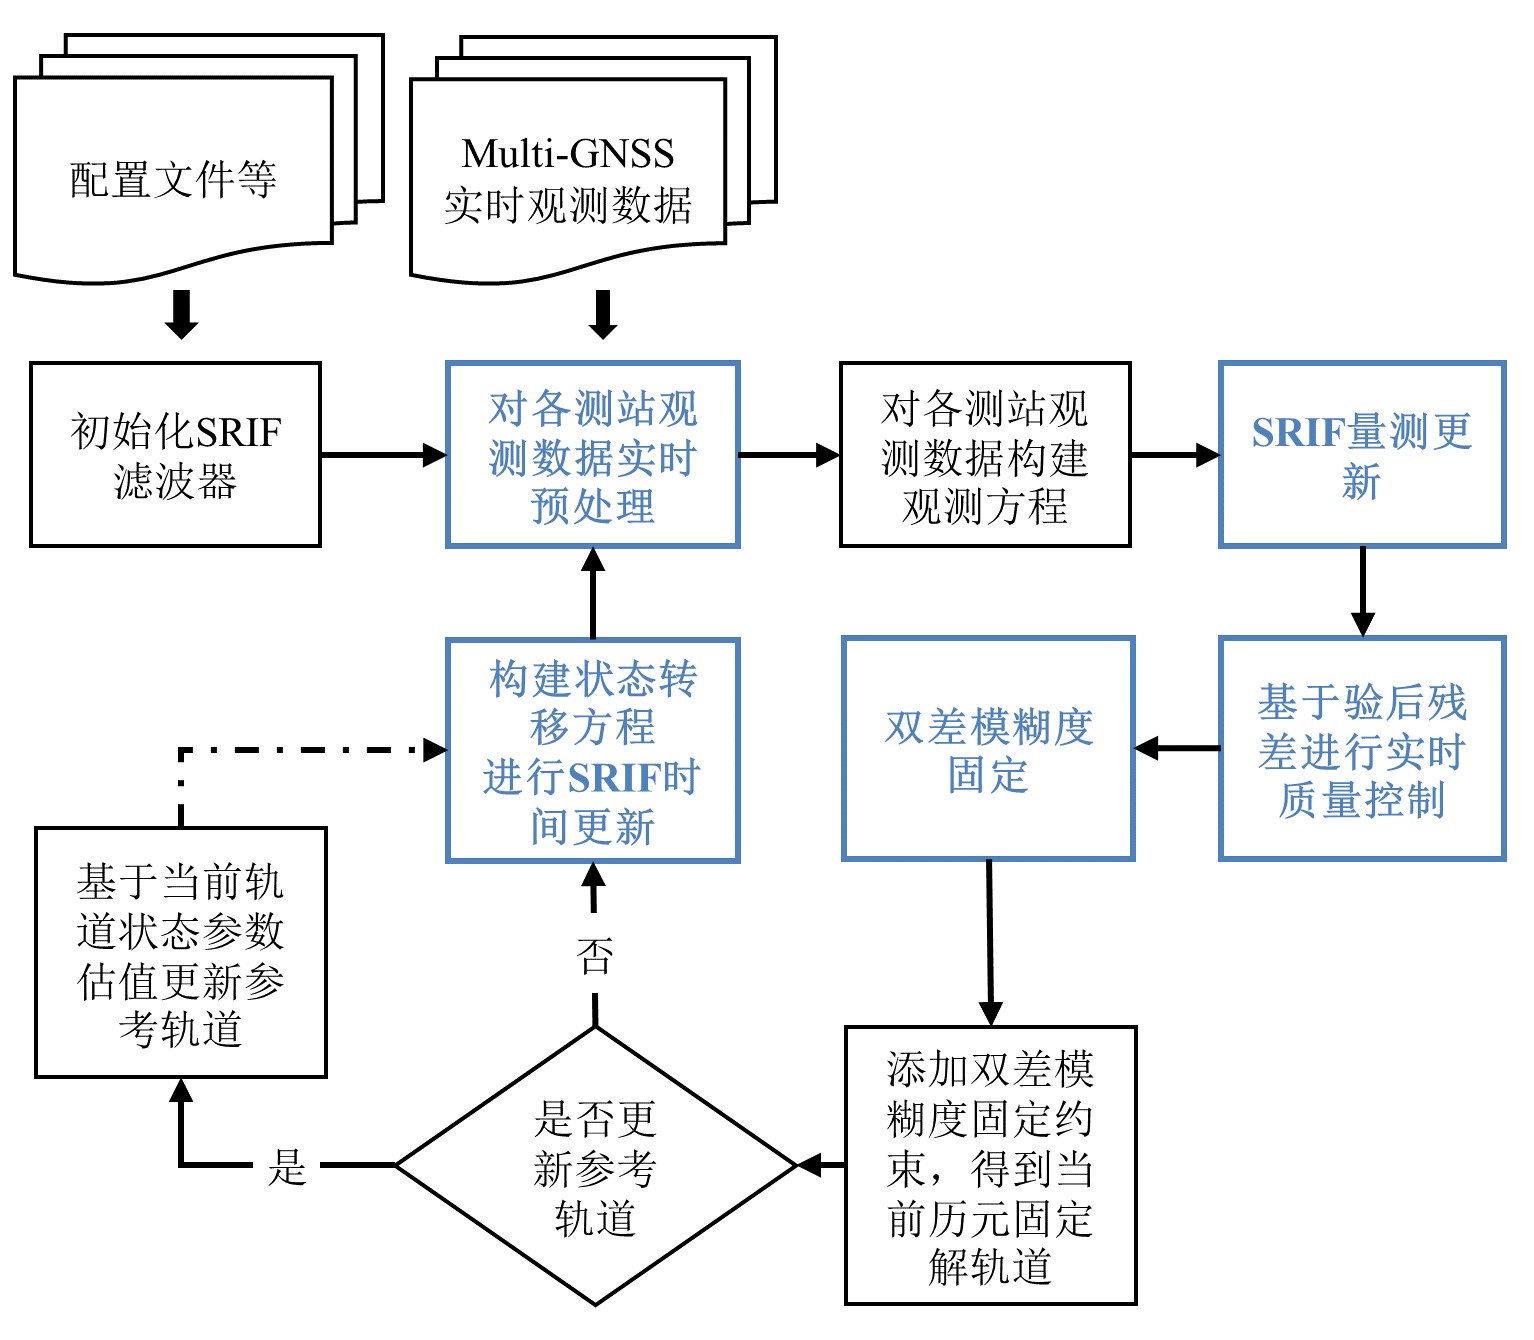 配置文件等
Multi-GNSS
实时观测数据
初始化SRIF
滤波器
对各测站观
测数据实时
预处理
对各测站观
测数据构建
观测方程
SRIF量测更
新
构建状态转
移方程
进行SRIF时
间更新
双差模糊度
固定
基于验后残
差进行实时
质量控制
基于当前轨
道状态参数
估值更新参
考轨道
否
是
是否更
新参考
轨道
添加双差模
糊度固定约
束，得到当
前历元固定
解轨道